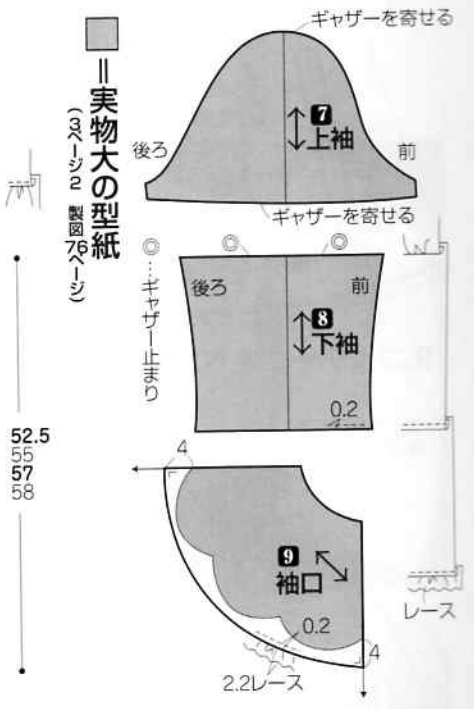 ＝実物大の型紙
(3ページ2 製図76ページ)
ギャザーを寄せる
7
上袖
後ろ
前
ギャザーを寄せる
◎ ◎
◎…ギャザー止まり
後ろ
前
8
下袖
0.2
52.5
55
57
58
4
9
袖口
0.2
4
2.2レース
レース